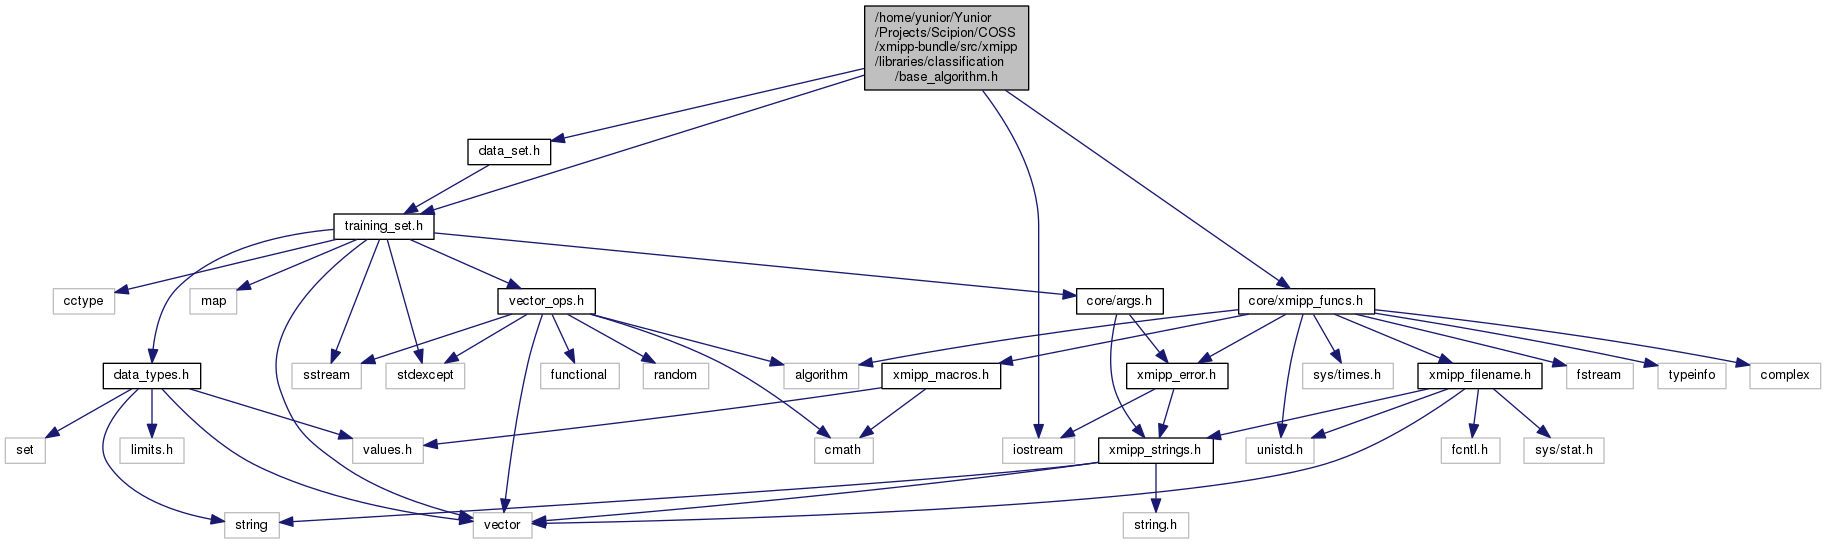 /home/yunior/Yunior
/Projects/Scipion/COSS
/xmipp-bundle/src/xmipp
/libraries/classification
/base_algorithm.h
data_set.h
training_set.h
cctype
map
vector_ops.h
core/args.h
core/xmipp_funcs.h
data_types.h
sstream
stdexcept
functional
random
algorithm
xmipp_macros.h
xmipp_error.h
sys/times.h
xmipp_filename.h
fstream
typeinfo
complex
set
limits.h
values.h
cmath
iostream
xmipp_strings.h
unistd.h
fcntl.h
sys/stat.h
string
vector
string.h